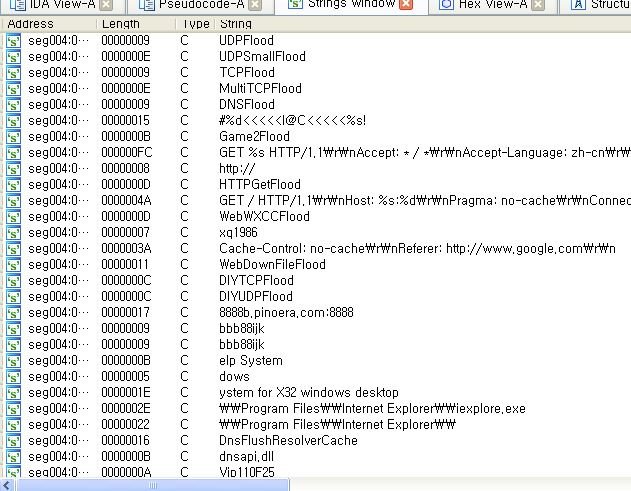 IDA View-A Pseudocode-A Strings window Hex View-A Structu
Address Length Type String
seg004:0… 00000009 C UDPFlood
seg004:0… 0000000E C UDPSmallFlood
seg004:0… 00000009 C TCPFlood
seg004:0… 0000000E C MultiTCPFlood
seg004:0… 00000009 C DNSFlood
seg004:0… 00000015 C #%d<<<<<I@C<<<<<%s!
seg004:0… 0000000B C Game2Flood
seg004:0… 000000FC C GET %s HTTP/1.1₩r₩nAccept: * / *₩r₩nAccept-Language: zh-cn₩r₩
seg004:0… 00000008 C http://
seg004:0… 0000000D C HTTPGetFlood
seg004:0… 0000004A C GET / HTTP/1.1₩r₩nHost: %s:%d₩r₩nPragma: no-cache₩r₩nConnec
seg004:0… 0000000D C WebWXCCFlood
seg004:0… 00000007 C xq1986
seg004:0… 0000003A C Cache-Control: no-cache₩r₩nReferer: http://www.google.com₩r₩n
seg004:0… 00000011 C WebDownFileFlood
seg004:0… 0000000C C DIYTCPFlood
seg004:0… 0000000C C DIYUDPFlood
seg004:0… 00000017 C 8888b.pinoera.com:8888
seg004:0… 00000009 C bbb88ijk
seg004:0… 00000009 C bbb88ijk
seg004:0… 0000000B C elp System
seg004:0… 00000005 C dows
seg004:0… 0000001E C ystem for X32 windows desktop
seg004:0… 0000002E C ₩₩Program Files₩₩Internet Explorer₩₩iexplore.exe
seg004:0… 00000022 C ₩₩Program Files₩₩Internet Explorer₩₩
seg004:0… 00000016 C DnsFlushResolverCache
seg004:0… 0000000B C dnsapi.dll
seg004:0… 0000000A C Vip110F25